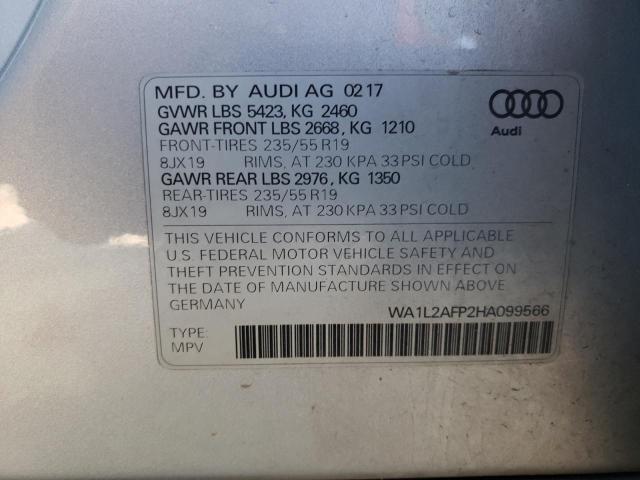 MFD. BY AUDI AG 02 17
GVWR LBS 5423, KG 2460
GAWR FRONT LBS 2668, KG 1210
FRONT-TIRES 235/55 R19
8JX19 RIMS, AT 230 KPA 33 PSI COLD
GAWR REAR LBS 2976, KG 1350
REAR-TIRES 235/55 R19
8JX19 RIMS, AT 230 KPA 33 PSI COLD
Audi
THIS VEHICLE CONFORMS TO ALL APPLICABLE
U.S. FEDERAL MOTOR VEHICLE SAFETY AND
THEFT PREVENTION STANDARDS IN EFFECT ON
THE DATE OF MANUFACTURE SHOWN ABOVE.
GERMANY WA1L2AFP2HA099566
TYPE:
MPV